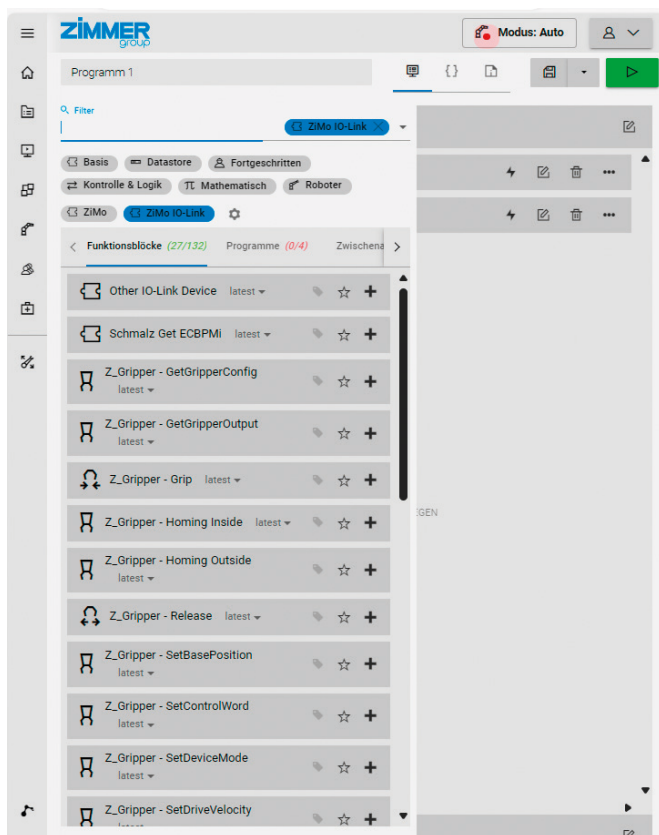 ZIMMER
group
Modus: Auto
Programm 1
Filter
ZiMo IO-Link
Basis Datastore Fortgeschritten
Kontrolle & Logik Mathematisch Roboter
ZiMo ZiMo IO-Link
Funktionsblöcke (27/132) Programme (0/4) Zwischena
Other IO-Link Device latest
Schmalz Get ECBPMi latest
Z_Gripper - GetGripperConfig
latest
Z_Gripper - GetGripperOutput
latest
Z_Gripper - Grip latest
GEN
Z_Gripper - Homing Inside latest
Z_Gripper - Homing Outside
latest
Z_Gripper - Release latest
Z_Gripper - SetBasePosition
latest
Z_Gripper - SetControlWord
latest
Z_Gripper - SetDeviceMode
latest
Z_Gripper - SetDriveVelocity